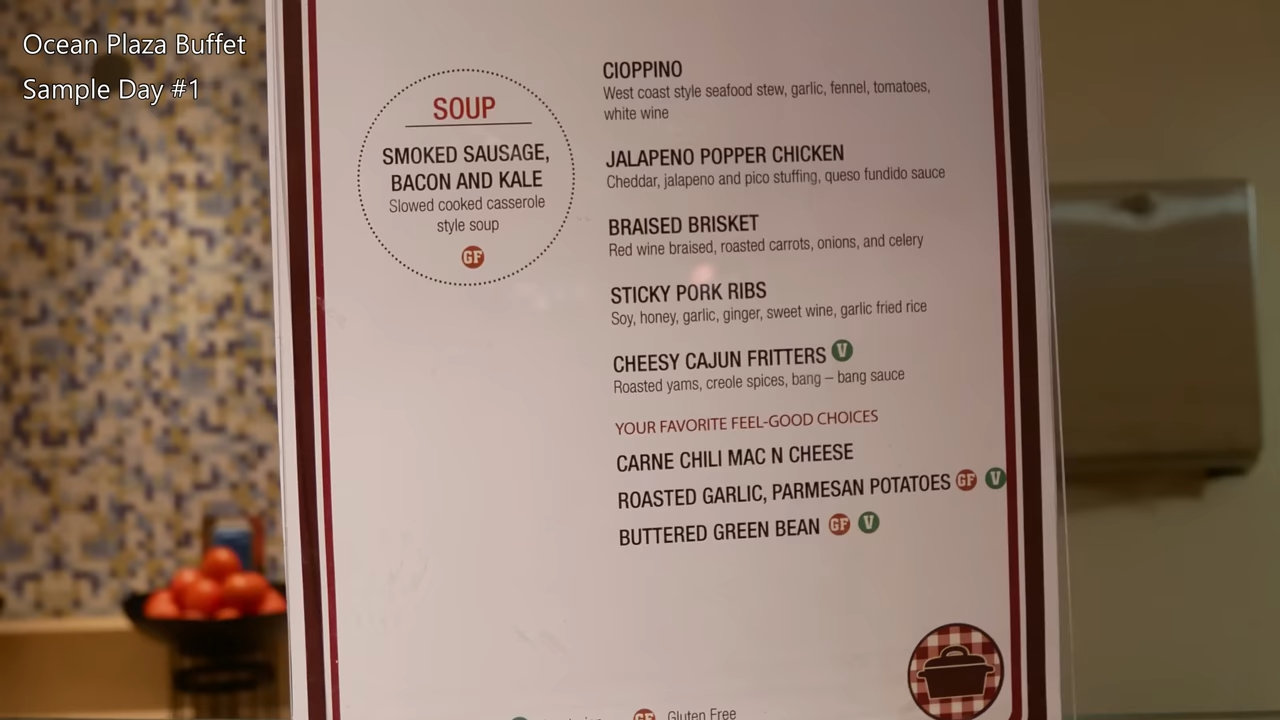 Ocean Plaza Buffet
Sample Day #1
SOUP
SMOKED SAUSAGE,
BACON AND KALE
Slowed cooked casserole
style soup
GF
CIOPPINO
West coast style seafood stew, garlic, fennel, tomatoes,
white wine
JALAPENO POPPER CHICKEN
Cheddar, jalapeno and pico stuffing, queso fundido sauce
BRAISED BRISKET
Red wine braised, roasted carrots, onions, and celery
STICKY PORK RIBS
Soy, honey, garlic, ginger, sweet wine, garlic fried rice
CHEESY CAJUN FRITTERS V
Roasted yams, creole spices, bang – bang sauce
YOUR FAVORITE FEEL-GOOD CHOICES
CARNE CHILI MAC N CHEESE
ROASTED GARLIC, PARMESAN POTATOES GF V
BUTTERED GREEN BEAN GF V
GF Gluten Free